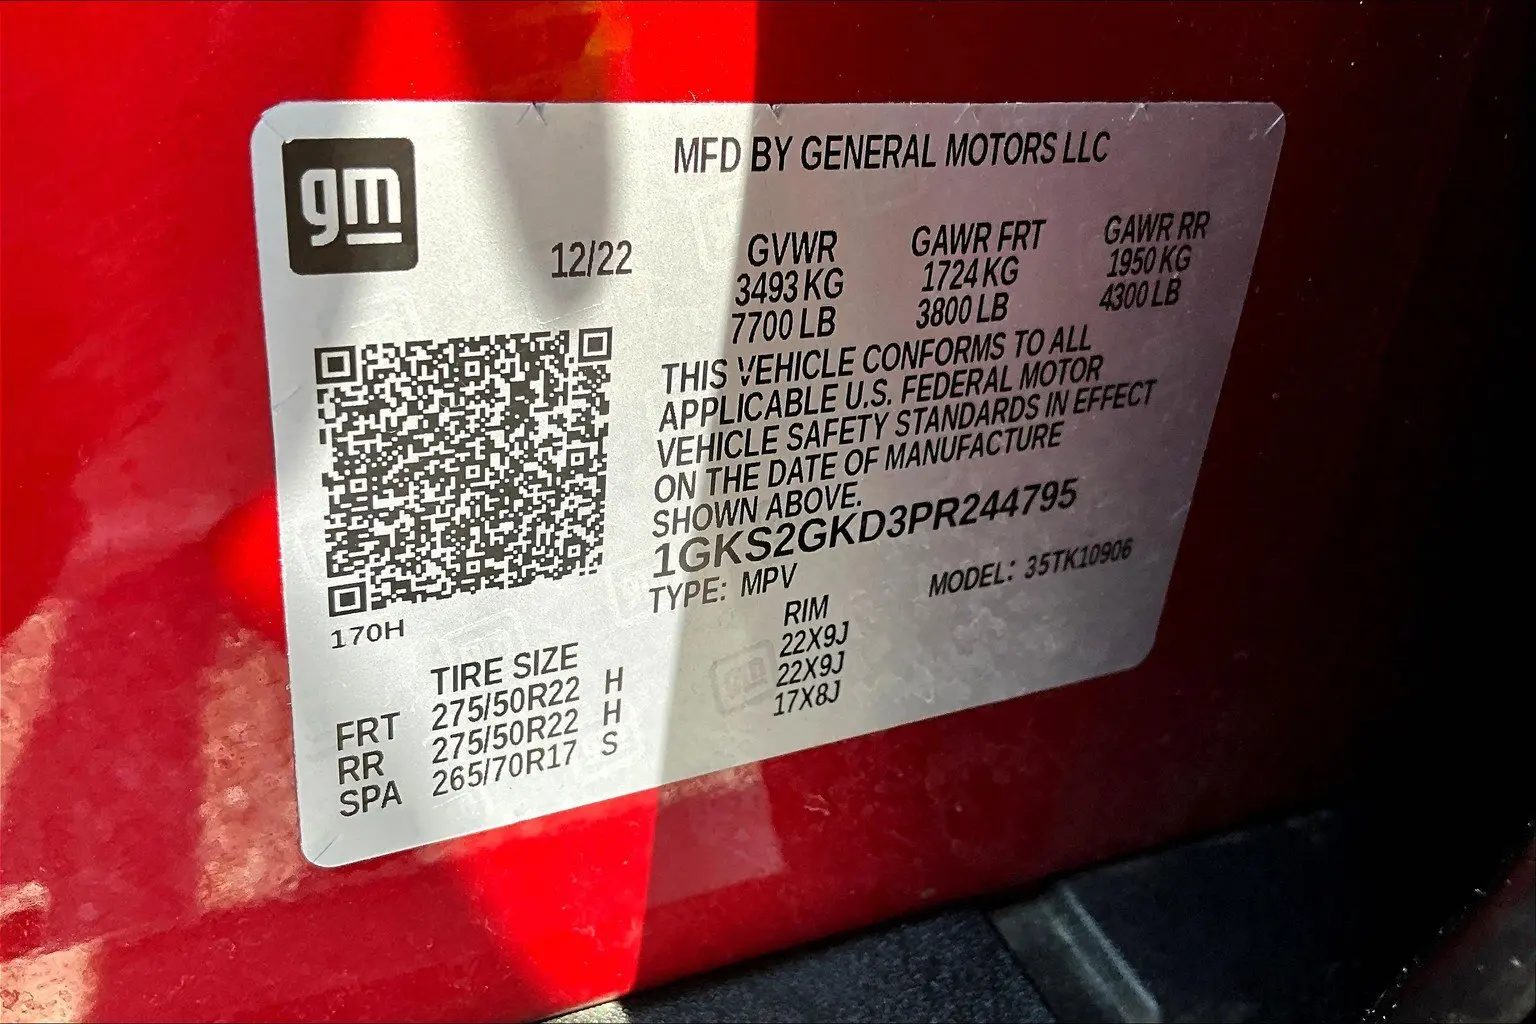 gm
MFD BY GENERAL MOTORS LLC
12/22
GVWR GAWR FRT GAWR RR
3493 KG 1724 KG 1950 KG
7700 LB 3800 LB 4300 LB
THIS VEHICLE CONFORMS TO ALL
APPLICABLE U.S. FEDERAL MOTOR
VEHICLE SAFETY STANDARDS IN EFFECT
ON THE DATE OF MANUFACTURE
SHOWN ABOVE.
1GKS2GKD3PR244795
TYPE: MPV MODEL: 35TK10906
170H
TIRE SIZE RIM
FRT 275/50R22 H 22X9J
RR 275/50R22 H 22X9J
SPA 265/70R17 S 17X8J